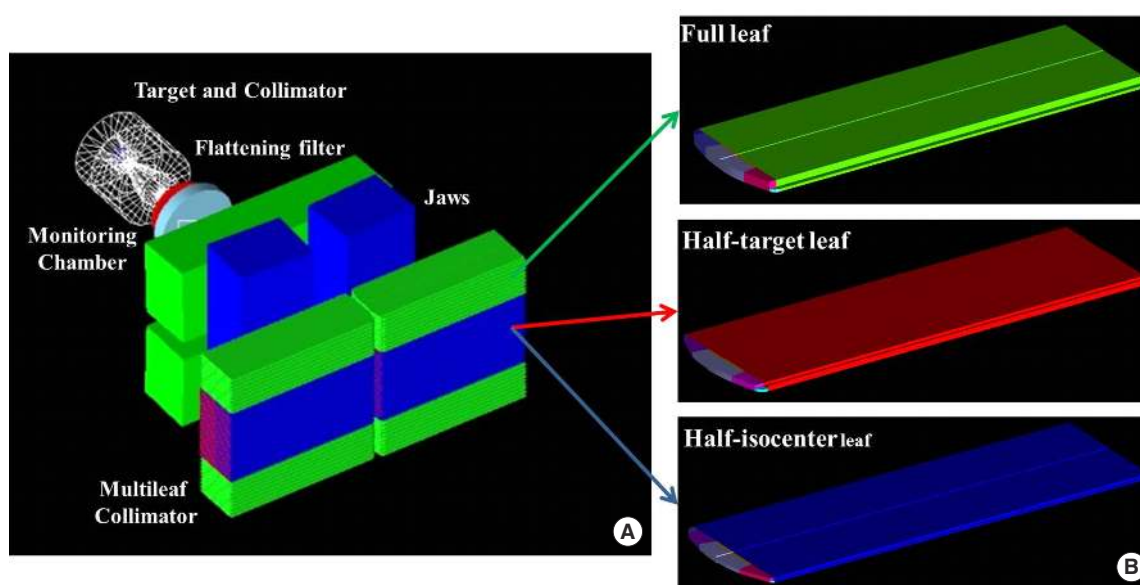 Target and Collimator
Flattening filter
Jaws
Monitoring
Chamber
Multileaf
Collimator
A
Full leaf
Half-target leaf
Half-isocenter leaf
B